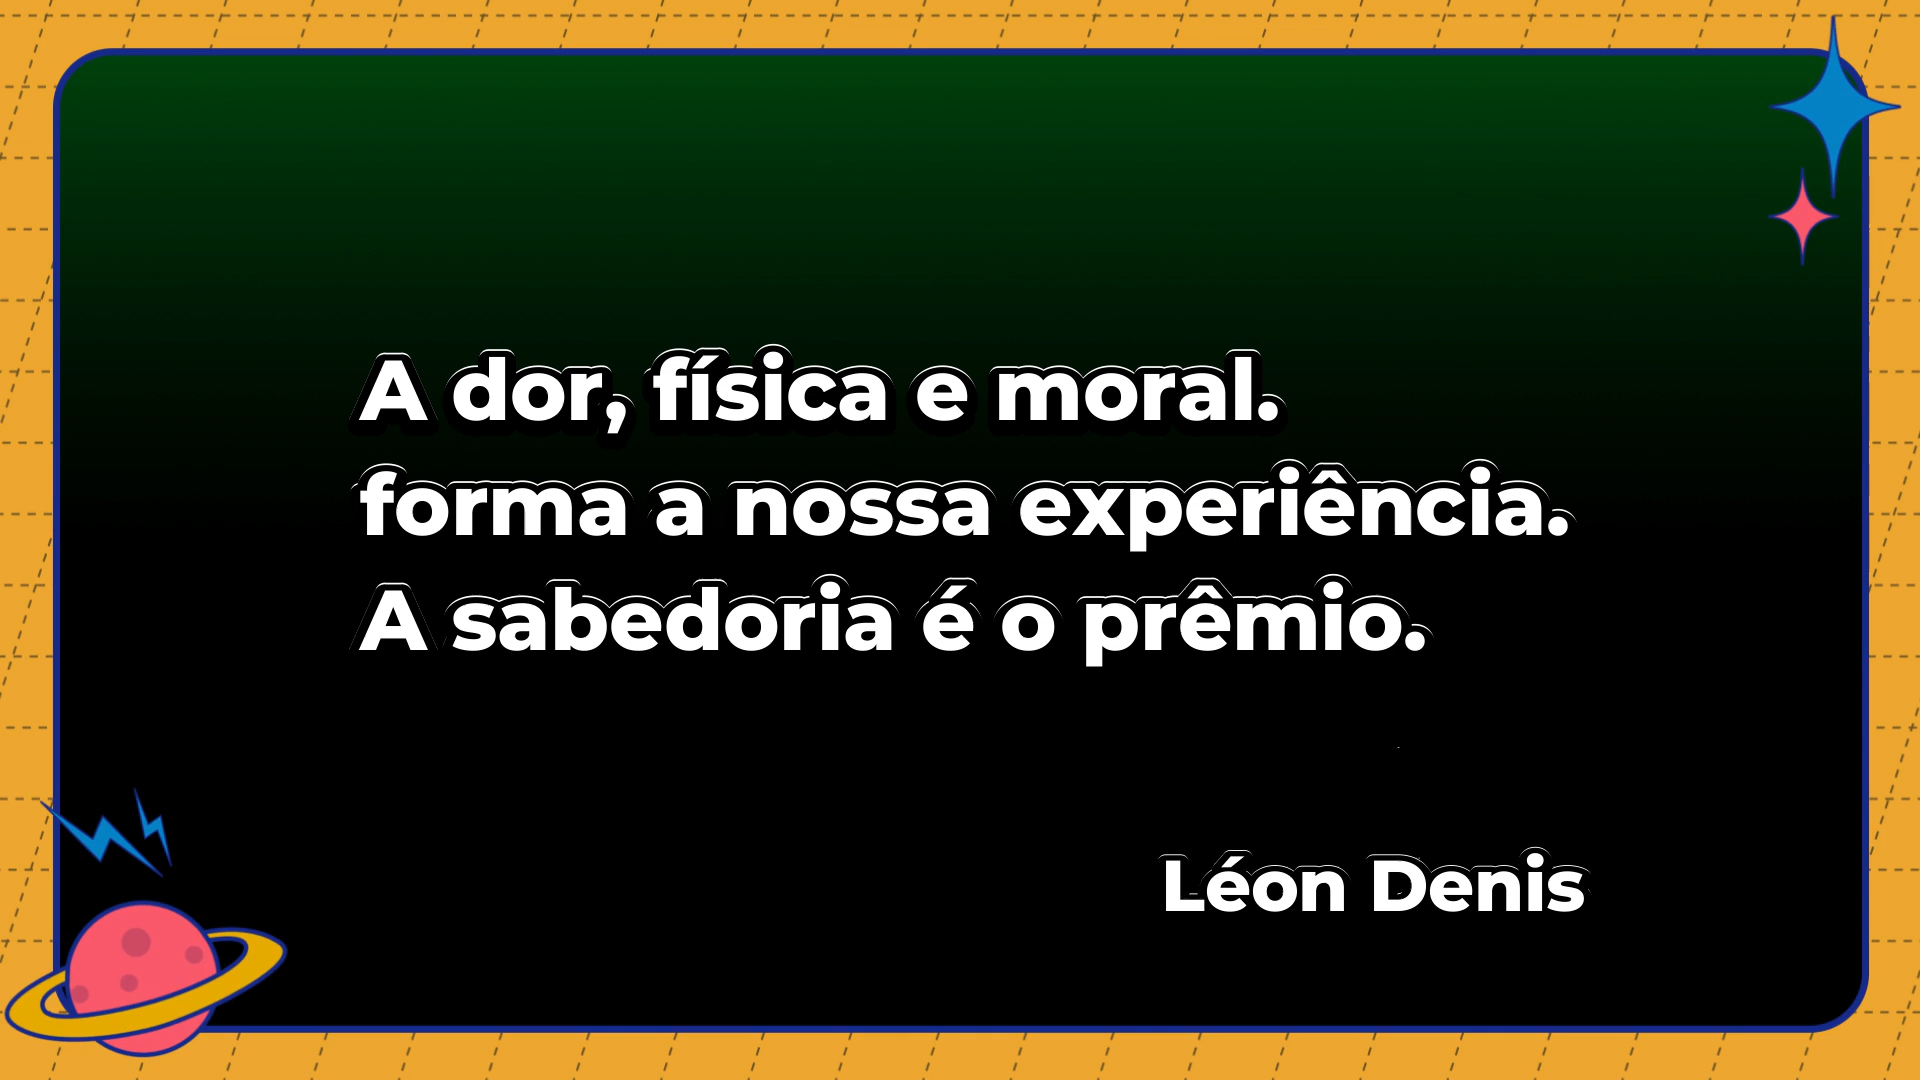 A dor, física e moral.
forma a nossa experiência.
A sabedoria é o prêmio.
Léon Denis